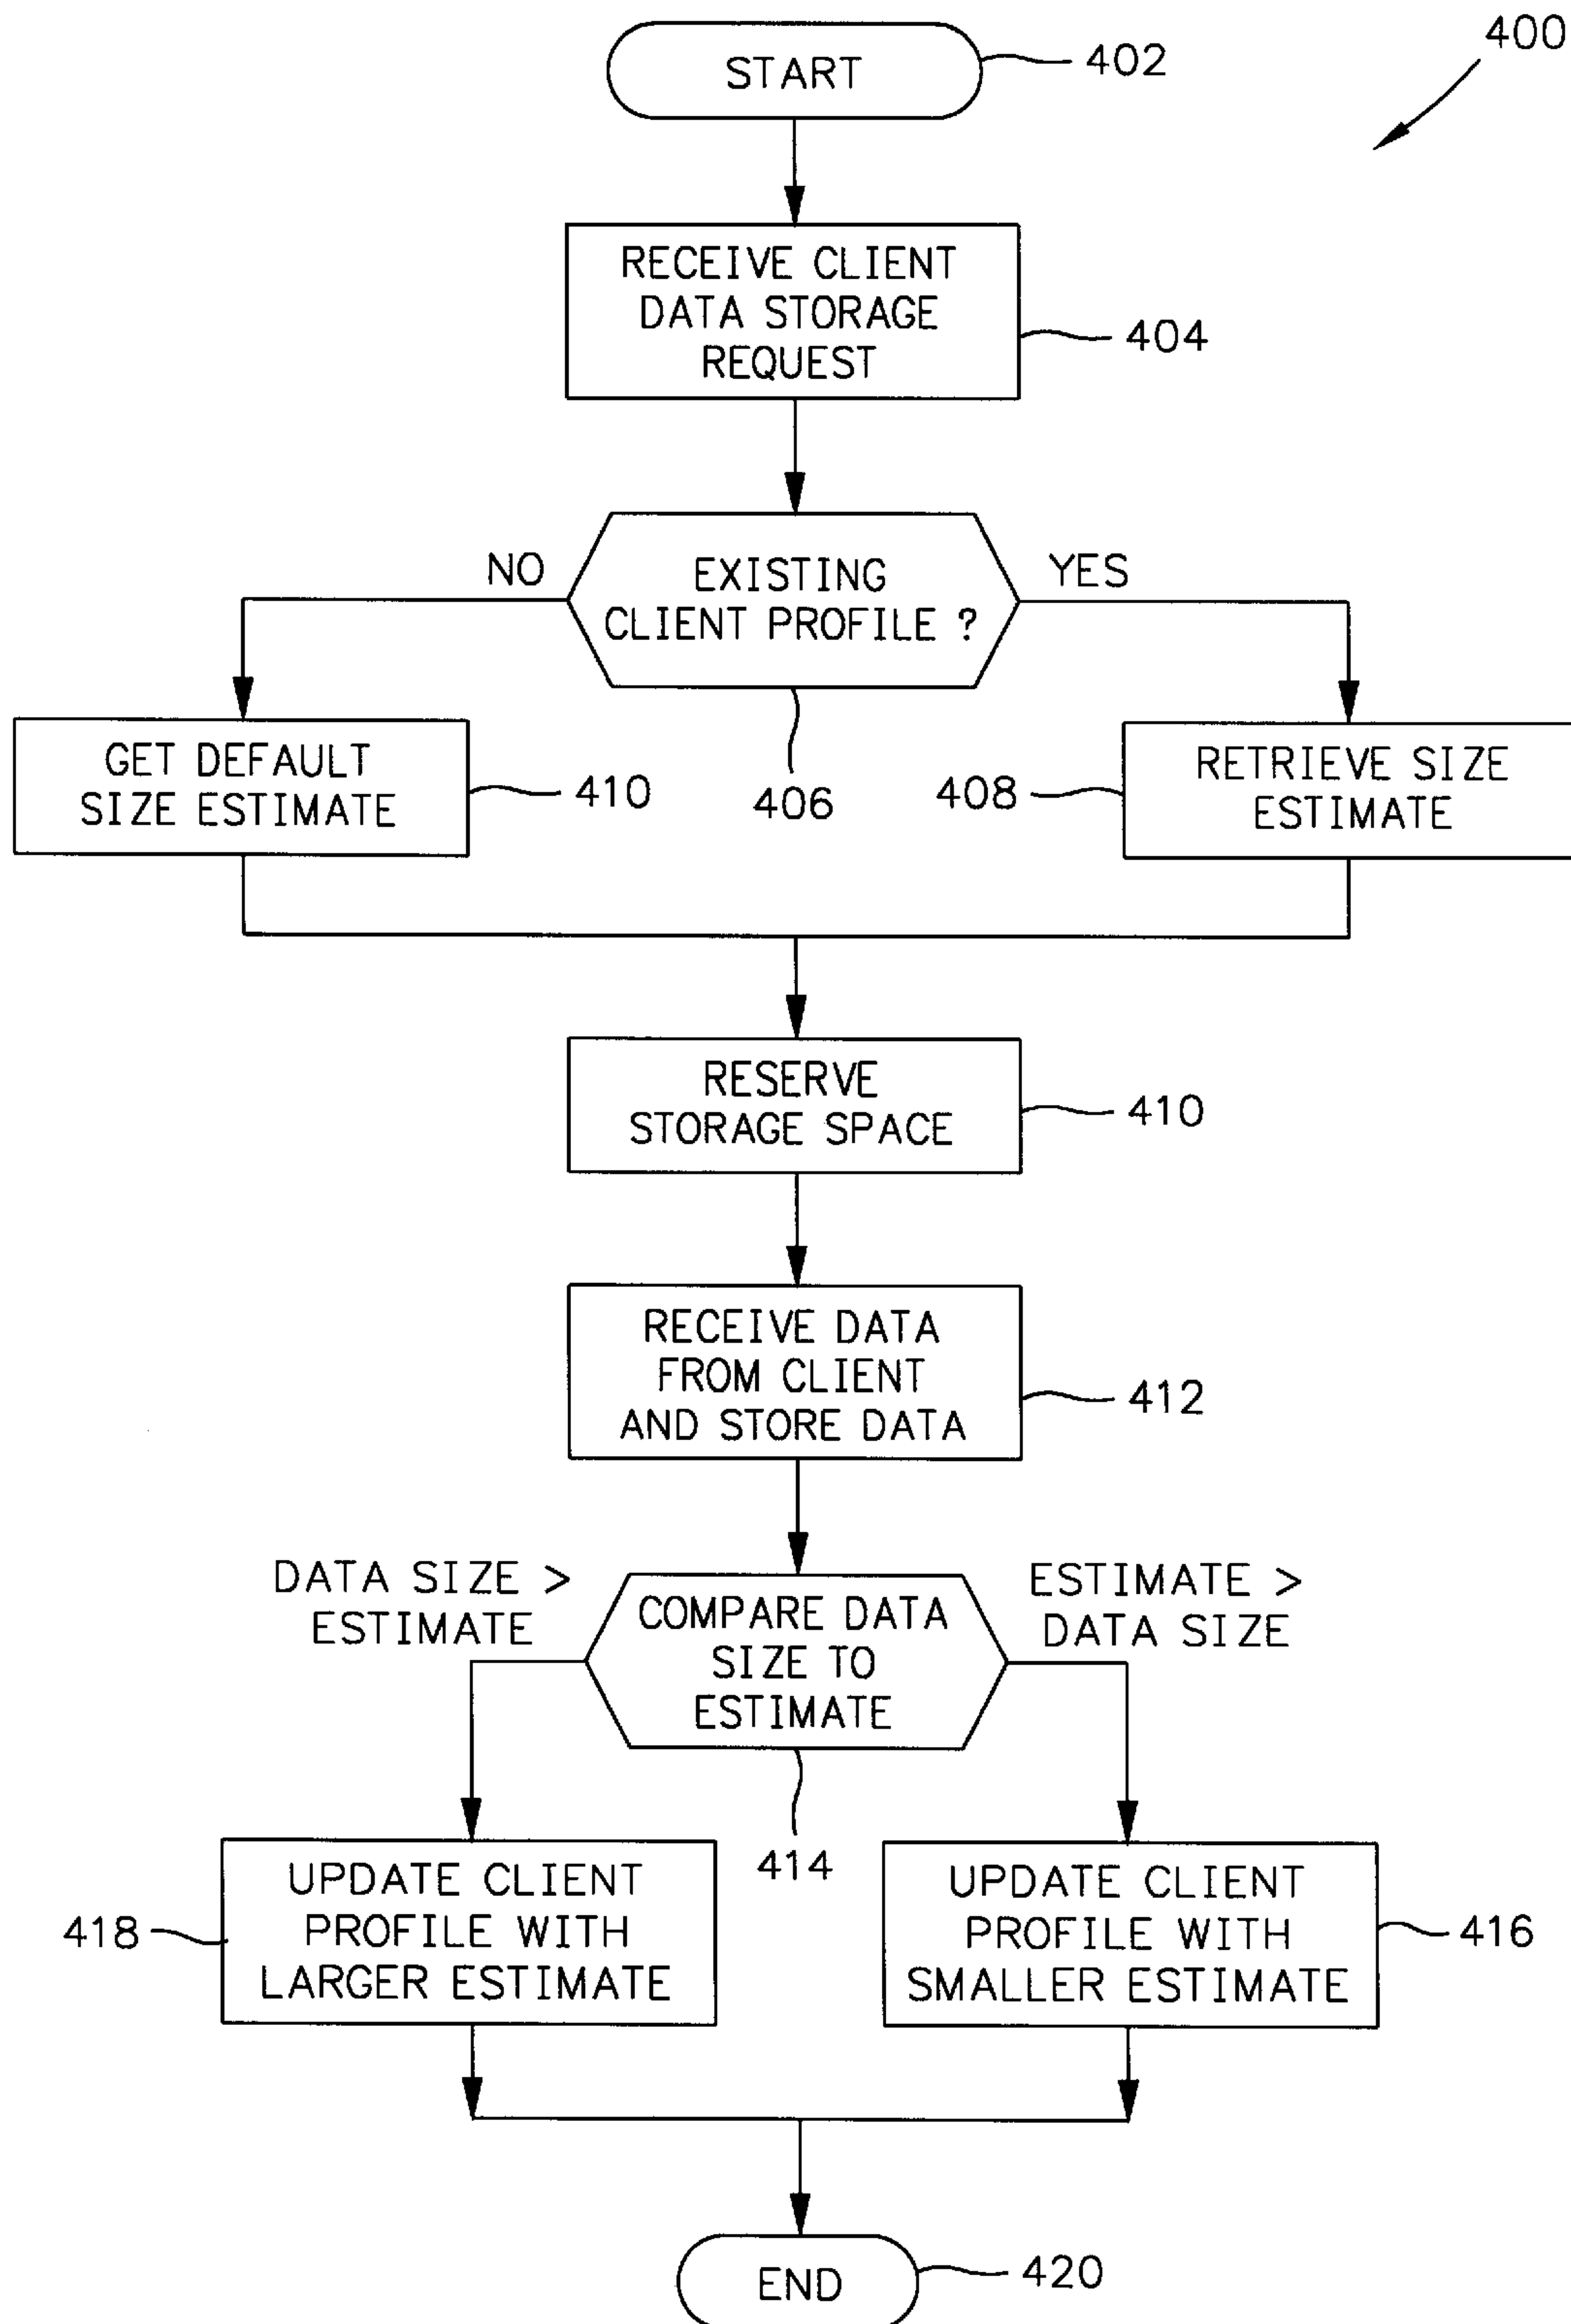 400
START
402
RECEIVE CLIENT
DATA STORAGE
REQUEST
404
NO
EXISTING
CLIENT PROFILE ?
YES
406
GET DEFAULT
SIZE ESTIMATE
410
408
RETRIEVE SIZE
ESTIMATE
RESERVE
STORAGE SPACE
410
RECEIVE DATA
FROM CLIENT
AND STORE DATA
412
DATA SIZE >
ESTIMATE
COMPARE DATA
SIZE TO
ESTIMATE
ESTIMATE >
DATA SIZE
414
418
UPDATE CLIENT
PROFILE WITH
LARGER ESTIMATE
UPDATE CLIENT
PROFILE WITH
SMALLER ESTIMATE
416
END
420